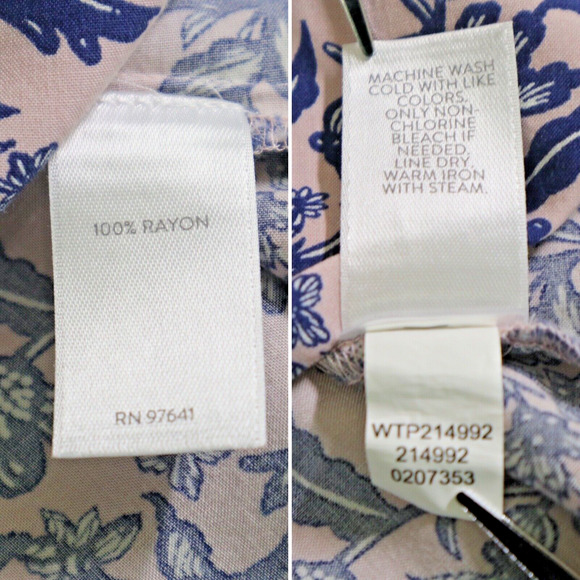 100% RAYON
RN 97641
MACHINE WASH
COLD WITH LIKE
COLORS,
ONLY NON-
CHLORINE
BLEACH IF
NEEDED,
LINE DRY,
WARM IRON
WITH STEAM.
WTP214992
214992
0207353